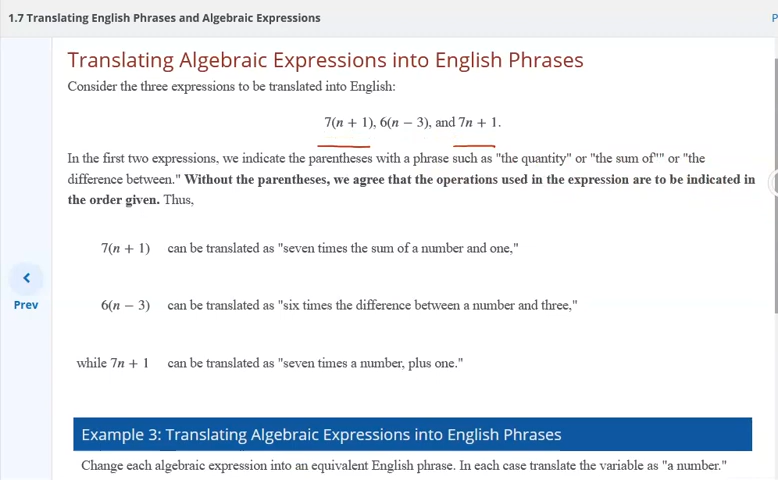 1.7 Translating English Phrases and Algebraic Expressions
P
Translating Algebraic Expressions into English Phrases
Consider the three expressions to be translated into English:
7(n + 1), 6(n − 3), and 7n + 1.
In the first two expressions, we indicate the parentheses with a phrase such as "the quantity" or "the sum of"" or "the
difference between." Without the parentheses, we agree that the operations used in the expression are to be indicated in
the order given. Thus,
7(n + 1) can be translated as "seven times the sum of a number and one,"
6(n − 3) can be translated as "six times the difference between a number and three,"
Prev
while 7n + 1 can be translated as "seven times a number, plus one."
Example 3: Translating Algebraic Expressions into English Phrases
Change each algebraic expression into an equivalent English phrase. In each case translate the variable as "a number."